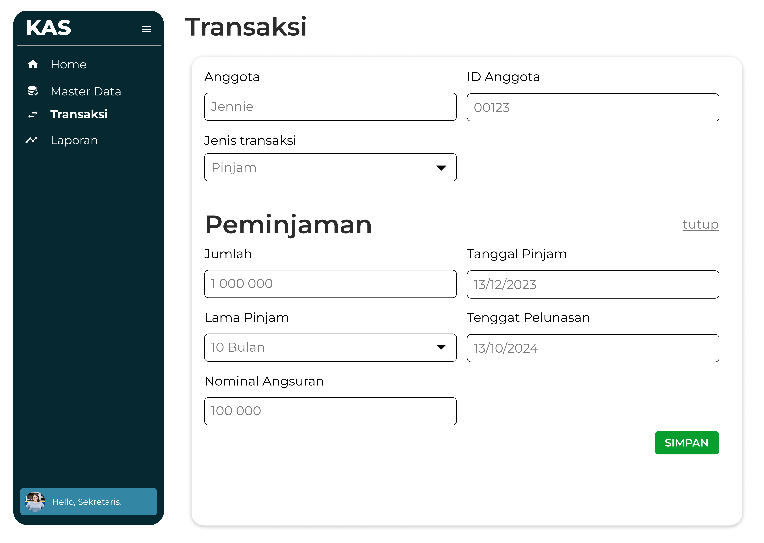 KAS
Home
Master Data
Transaksi
Laporan
Hello, Sekretaris.
Transaksi
Anggota
ID Anggota
Jennie
00123
Jenis transaksi
Pinjam
Peminjaman
tutup
Jumlah
Tanggal Pinjam
1 000 000
13/12/2023
Lama Pinjam
Tenggat Pelunasan
10 Bulan
13/10/2024
Nominal Angsuran
100 000
SIMPAN